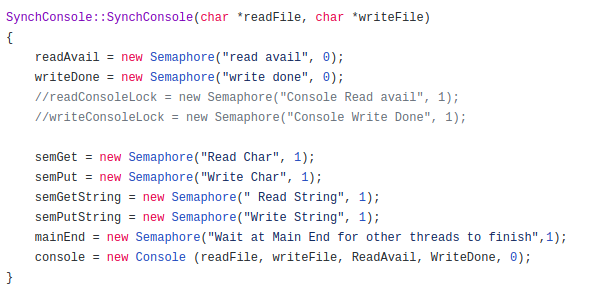 SynchConsole::SynchConsole(char *readFile, char *writeFile)
{
    readAvail = new Semaphore("read avail", 0);
    writeDone = new Semaphore("write done", 0);
    //readConsoleLock = new Semaphore("Console Read avail", 1);
    //writeConsoleLock = new Semaphore("Console Write Done", 1);

    semGet = new Semaphore("Read Char", 1);
    semPut = new Semaphore("Write Char", 1);
    semGetString = new Semaphore(" Read String", 1);
    semPutString = new Semaphore("Write String", 1);
    mainEnd = new Semaphore("Wait at Main End for other threads to finish",1);
    console = new Console (readFile, writeFile, ReadAvail, WriteDone, 0);
}